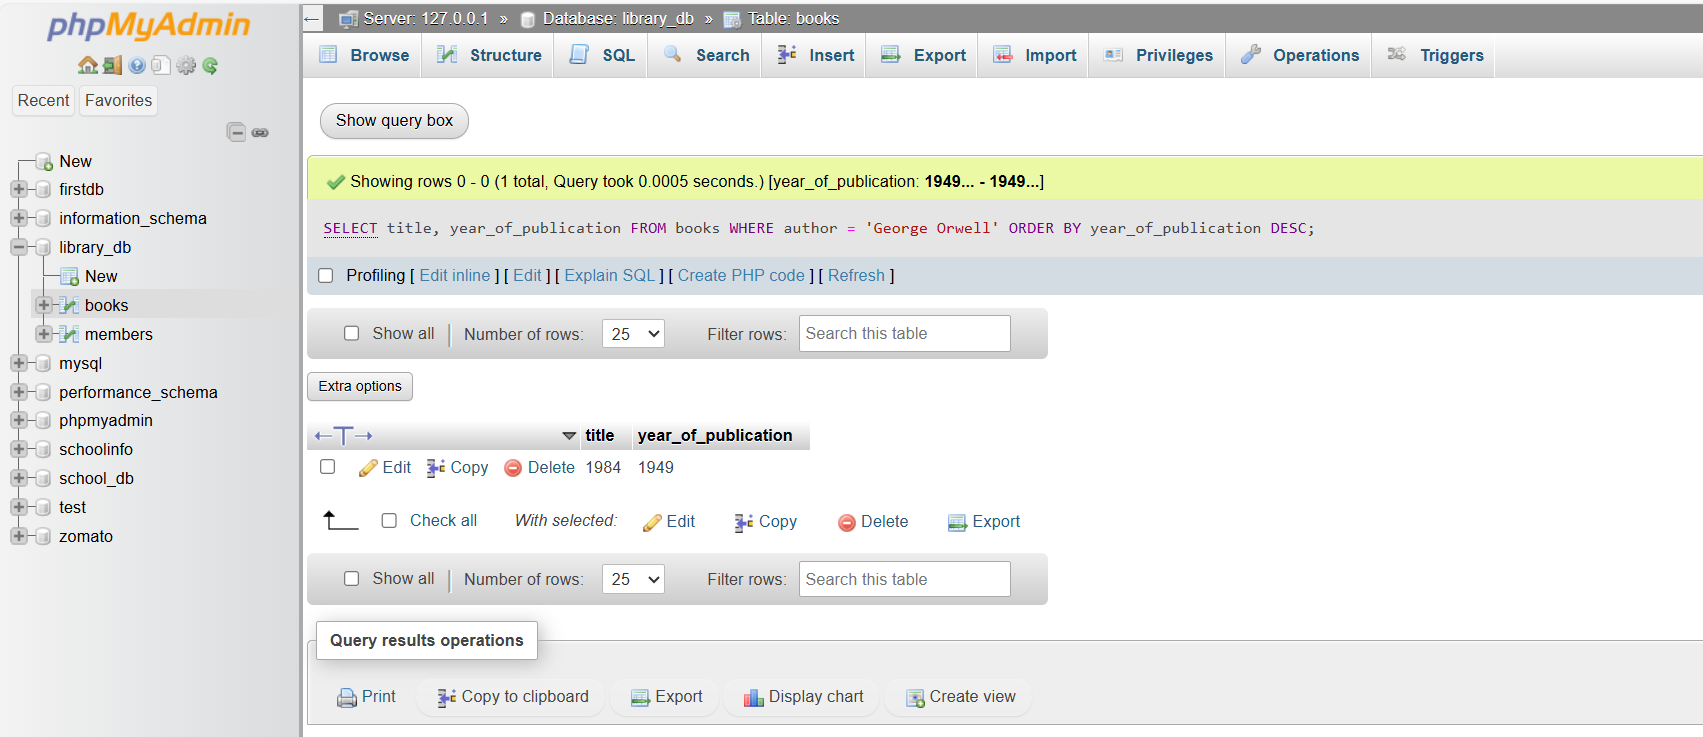 phpMyAdmin
Recent Favorites
New
firstdb
information_schema
library_db
New
books
members
mysql
performance_schema
phpmyadmin
schoolinfo
school_db
test
zomato
Server: 127.0.0.1 » Database: library_db » Table: books
Browse Structure SQL Search Insert Export Import Privileges Operations Triggers
Show query box
Showing rows 0 - 0 (1 total, Query took 0.0005 seconds.) [year_of_publication: 1949... - 1949...]
SELECT title, year_of_publication FROM books WHERE author = 'George Orwell' ORDER BY year_of_publication DESC;
Profiling [ Edit inline ] [ Edit ] [ Explain SQL ] [ Create PHP code ] [ Refresh ]
Show all | Number of rows: 25 Filter rows: Search this table
Extra options
←T→ title year_of_publication
Edit Copy Delete 1984 1949
Check all With selected: Edit Copy Delete Export
Show all | Number of rows: 25 Filter rows: Search this table
Query results operations
Print Copy to clipboard Export Display chart Create view